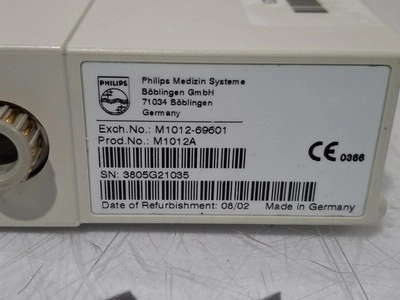 PHILIPS
Philips Medizin Systeme
Böblingen GmbH
71034 Böblingen
Germany
Exch.No.: M1012-69601
Prod.No.: M1012A
CE 0366
SN: 3805G21035
Date of Refurbishment: 08/02 Made in Germany